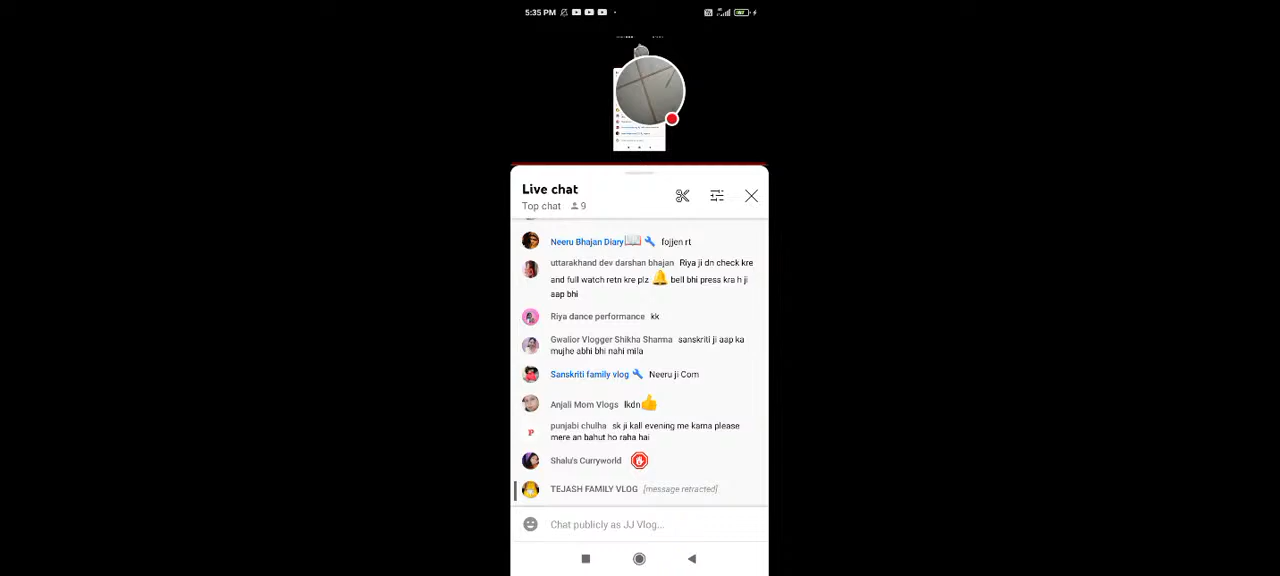 5:35 PM
Live chat
Top chat 9
Neeru Bhajan Diary fojjen rt
uttarakhand dev darshan bhajan Riya ji dn check kre
and full watch retn kre plz 🔔 bell bhi press kra h ji
aap bhi
Riya dance performance kk
Gwalior Vlogger Shikha Sharma sanskriti ji aap ka
mujhe abhi bhi nahi mila
Sanskriti family vlog Neeru ji Com
Anjali Mom Vlogs lkdn👍
punjabi chulha sk ji kall evening me karna please
mere an bahut ho raha hai
Shalu's Curryworld
TEJASH FAMILY VLOG [message retracted]
Chat publicly as JJ Vlog...